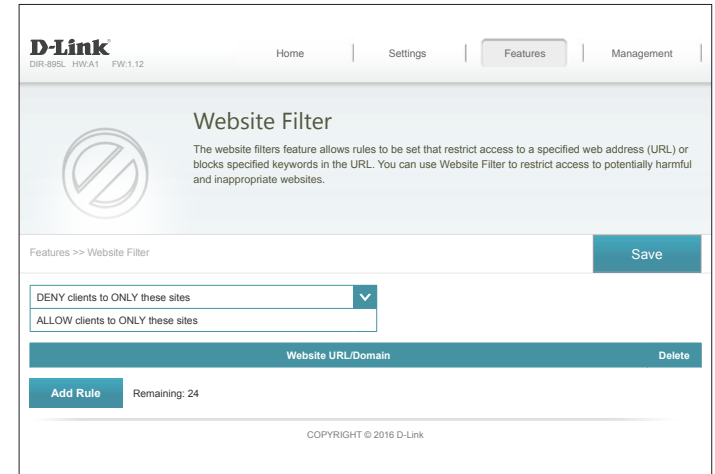 D-Link
DIR-895L HW:A1 FW:1.12
Home
Settings
Features
Management
Website Filter
The website filters feature allows rules to be set that restrict access to a specified web address (URL) or
blocks specified keywords in the URL. You can use Website Filter to restrict access to potentially harmful
and inappropriate websites.
Features >> Website Filter
Save
DENY clients to ONLY these sites
ALLOW clients to ONLY these sites
Website URL/Domain
Delete
Add Rule
Remaining: 24
COPYRIGHT © 2016 D-Link